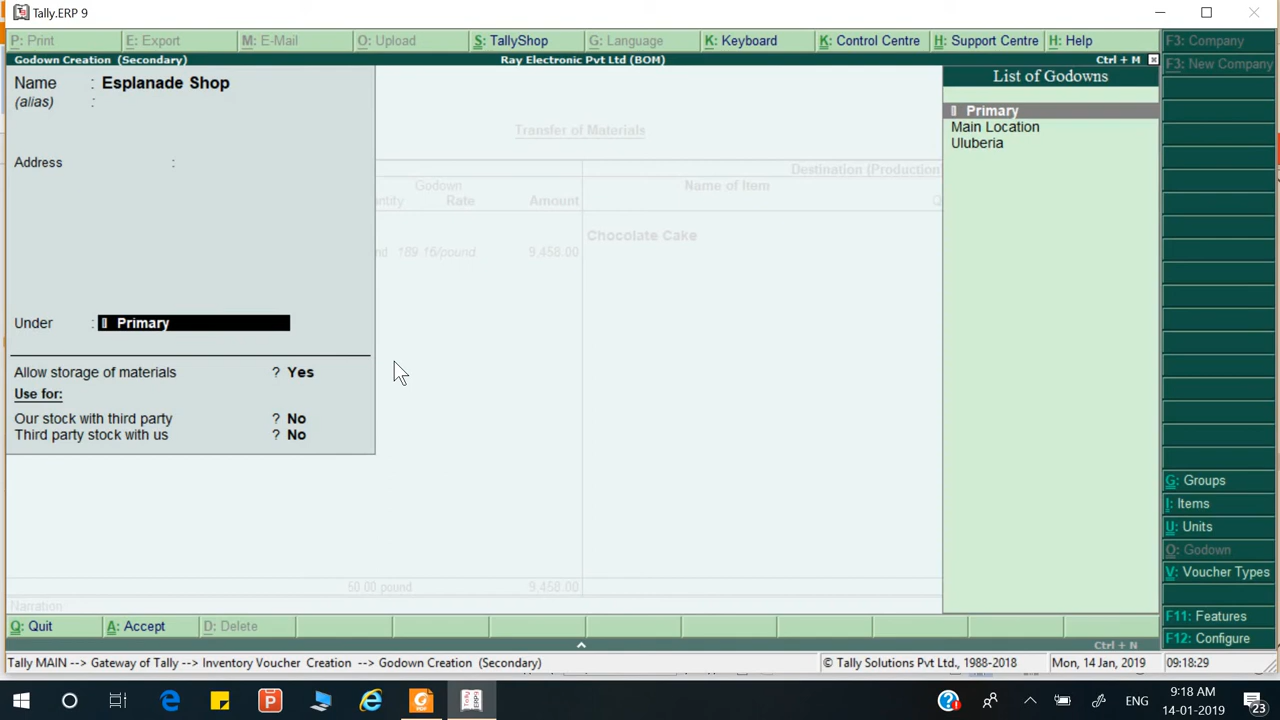 Tally.ERP 9
P: Print E: Export M: E-Mail O: Upload S: TallyShop G: Language K: Keyboard K: Control Centre H: Support Centre H: Help
F3: Company
F3: New Company
Godown Creation (Secondary) Ray Electronic Pvt Ltd (BOM) Ctrl + M
Name : Esplanade Shop
(alias) :
Address :
Under : Primary
Allow storage of materials ? Yes
Use for:
Our stock with third party ? No
Third party stock with us ? No
Transfer of Materials
Destination (Production)
Godown Name of Item
Rate Amount
Chocolate Cake
9,458.00
50.00 pound 9,458.00
Narration
List of Godowns
Primary
Main Location
Uluberia
G: Groups
I: Items
U: Units
O: Godown
V: Voucher Types
F11: Features
F12: Configure
Q: Quit A: Accept D: Delete
Ctrl + N
Tally MAIN --> Gateway of Tally --> Inventory Voucher Creation --> Godown Creation (Secondary) © Tally Solutions Pvt Ltd., 1988-2018 Mon, 14 Jan, 2019 09:18:29
ENG 9:18 AM
14-01-2019 23